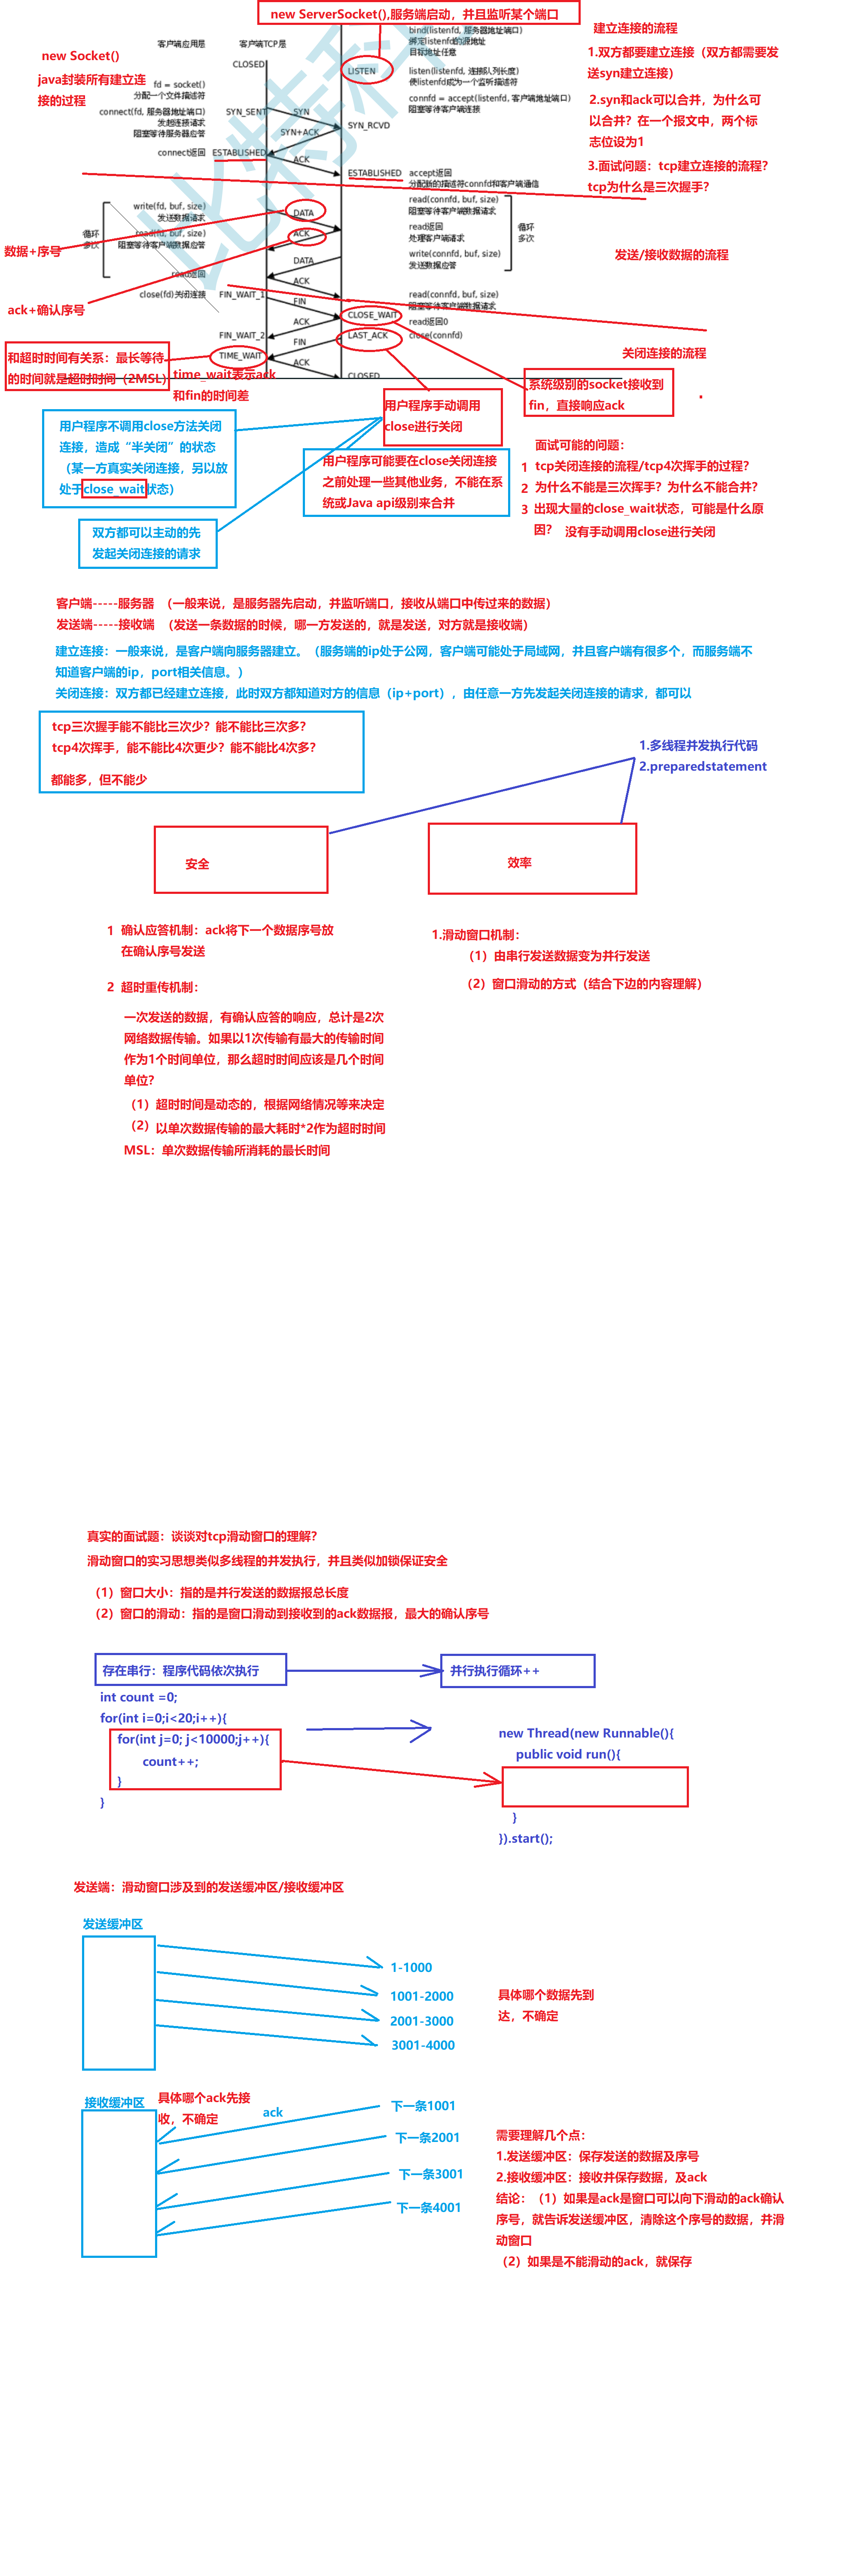 new ServerSocket(),服务端启动，并且监听某个端口
建立连接的流程
1.双方都要建立连接（双方都需要发
送syn建立连接）
2.syn和ack可以合并，为什么可
以合并？在一个报文中，两个标
志位设为1
3.面试问题：tcp建立连接的流程？
tcp为什么是三次握手？
new Socket()
java封装所有建立连
接的过程
客户端应用层
客户端TCP层
CLOSED
fd = socket()
分配一个文件描述符
connect(fd, 服务器地址端口)
发起连接请求
阻塞等待服务器应答
SYN_SENT
SYN
SYN+ACK
connect返回
ESTABLISHED
ACK
bind(listenfd, 服务器地址端口)
绑定listenfd的源地址
目标地址任意
LISTEN
listen(listenfd, 连接队列长度)
使listenfd成为一个监听描述符
connfd = accept(listenfd, 客户端地址端口)
阻塞等待客户端连接
SYN_RCVD
ESTABLISHED
accept返回
分配新的描述符connfd和客户端通信
write(fd, buf, size)
发送数据请求
循环
多次
read(fd, buf, size)
阻塞等待客户端数据应答
read返回
DATA
ACK
DATA
ACK
read(connfd, buf, size)
阻塞等待客户端数据请求
read返回
处理客户端请求
write(connfd, buf, size)
发送数据应答
循环
多次
数据+序号
ack+确认序号
发送/接收数据的流程
close(fd)关闭连接
FIN_WAIT_1
FIN
ACK
FIN_WAIT_2
FIN
TIME_WAIT
ACK
read(connfd, buf, size)
阻塞等待客户端数据请求
CLOSE_WAIT
read返回0
LAST_ACK
close(connfd)
CLOSED
比特科
关闭连接的流程
和超时时间有关系：最长等待
的时间就是超时时间（2MSL）
time_wait表示ack
和fin的时间差
系统级别的socket接收到
fin，直接响应ack
用户程序手动调用
close进行关闭
用户程序不调用close方法关闭
连接，造成“半关闭”的状态
（某一方真实关闭连接，另以放
处于close_wait状态）
用户程序可能要在close关闭连接
之前处理一些其他业务，不能在系
统或Java api级别来合并
双方都可以主动的先
发起关闭连接的请求
面试可能的问题：
1 tcp关闭连接的流程/tcp4次挥手的过程？
2 为什么不能是三次挥手？为什么不能合并？
3 出现大量的close_wait状态，可能是什么原
因？ 没有手动调用close进行关闭
客户端-----服务器 （一般来说，是服务器先启动，并监听端口，接收从端口中传过来的数据）
发送端-----接收端 （发送一条数据的时候，哪一方发送的，就是发送，对方就是接收端）
建立连接：一般来说，是客户端向服务器建立。（服务端的ip处于公网，客户端可能处于局域网，并且客户端有很多个，而服务端不
知道客户端的ip，port相关信息。）
关闭连接：双方都已经建立连接，此时双方都知道对方的信息（ip+port），由任意一方先发起关闭连接的请求，都可以
tcp三次握手能不能比三次少？能不能比三次多？
tcp4次挥手，能不能比4次更少？能不能比4次多？
都能多，但不能少
1.多线程并发执行代码
2.preparedstatement
安全
效率
1 确认应答机制：ack将下一个数据序号放
在确认序号发送
2 超时重传机制：
一次发送的数据，有确认应答的响应，总计是2次
网络数据传输。如果以1次传输有最大的传输时间
作为1个时间单位，那么超时时间应该是几个时间
单位？
（1）超时时间是动态的，根据网络情况等来决定
（2）以单次数据传输的最大耗时*2作为超时时间
MSL：单次数据传输所消耗的最长时间
1.滑动窗口机制：
（1）由串行发送数据变为并行发送
（2）窗口滑动的方式（结合下边的内容理解）
真实的面试题：谈谈对tcp滑动窗口的理解？
滑动窗口的实习思想类似多线程的并发执行，并且类似加锁保证安全
（1）窗口大小：指的是并行发送的数据报总长度
（2）窗口的滑动：指的是窗口滑动到接收到的ack数据报，最大的确认序号
存在串行：程序代码依次执行
并行执行循环++
int count =0;
for(int i=0;i<20;i++){
for(int j=0; j<10000;j++){
count++;
}
}
new Thread(new Runnable(){
public void run(){
}
}).start();
发送端：滑动窗口涉及到的发送缓冲区/接收缓冲区
发送缓冲区
1-1000
1001-2000
2001-3000
3001-4000
具体哪个数据先到
达，不确定
接收缓冲区
具体哪个ack先接
收，不确定
ack
下一条1001
下一条2001
下一条3001
下一条4001
需要理解几个点：
1.发送缓冲区：保存发送的数据及序号
2.接收缓冲区：接收并保存数据，及ack
结论：（1）如果是ack是窗口可以向下滑动的ack确认
序号，就告诉发送缓冲区，清除这个序号的数据，并滑
动窗口
（2）如果是不能滑动的ack，就保存